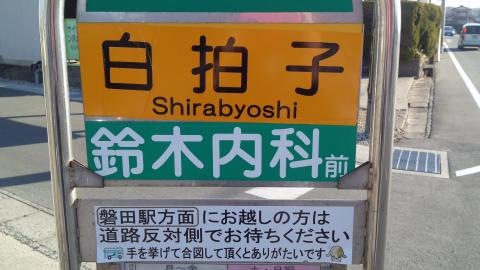 白拍子
Shirabyoshi
鈴木内科前
磐田駅方面にお越しの方は
道路反対側でお待ちください
手を挙げて合図して頂くとありがたいです